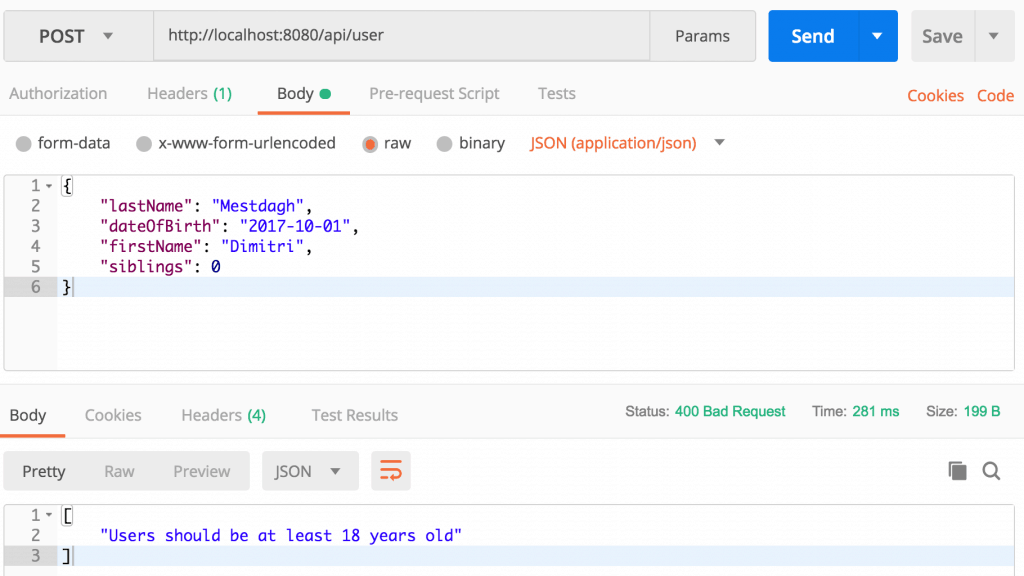 POST http://localhost:8080/api/user Params Send Save
Authorization Headers (1) Body Pre-request Script Tests Cookies Code
form-data x-www-form-urlencoded raw binary JSON (application/json)
1 {
2 "lastName": "Mestdagh",
3 "dateOfBirth": "2017-10-01",
4 "firstName": "Dimitri",
5 "siblings": 0
6 }
Body Cookies Headers (4) Test Results Status: 400 Bad Request Time: 281 ms Size: 199 B
Pretty Raw Preview JSON
1 [
2 "Users should be at least 18 years old"
3 ]